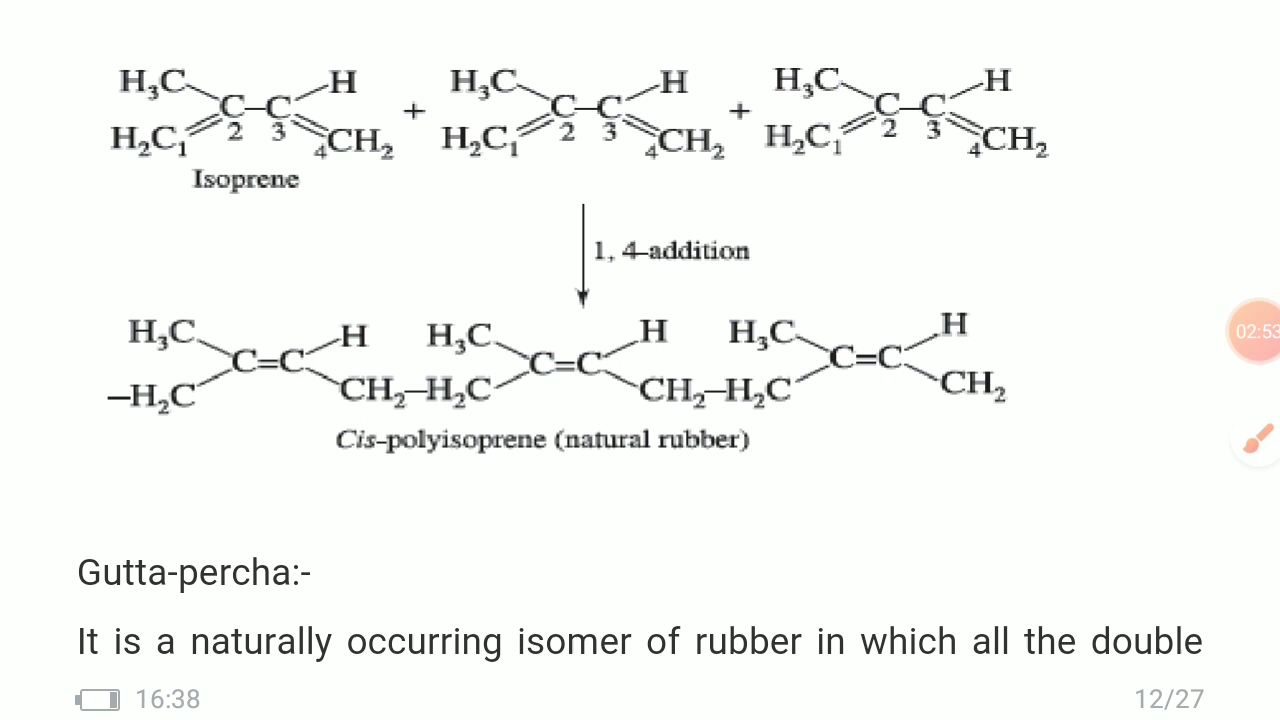 H₃C H H₃C H H₃C H
C–C + C–C + C–C
H₂C₁ 2 3 ₄CH₂ H₂C₁ 2 3 ₄CH₂ H₂C₁ 2 3 ₄CH₂
Isoprene
1, 4-addition
H₃C H H₃C H H₃C H
C=C C=C C=C
–H₂C CH₂–H₂C CH₂–H₂C CH₂
Cis-polyisoprene (natural rubber)
02:53
Gutta-percha:-
It is a naturally occurring isomer of rubber in which all the double
16:38 12/27